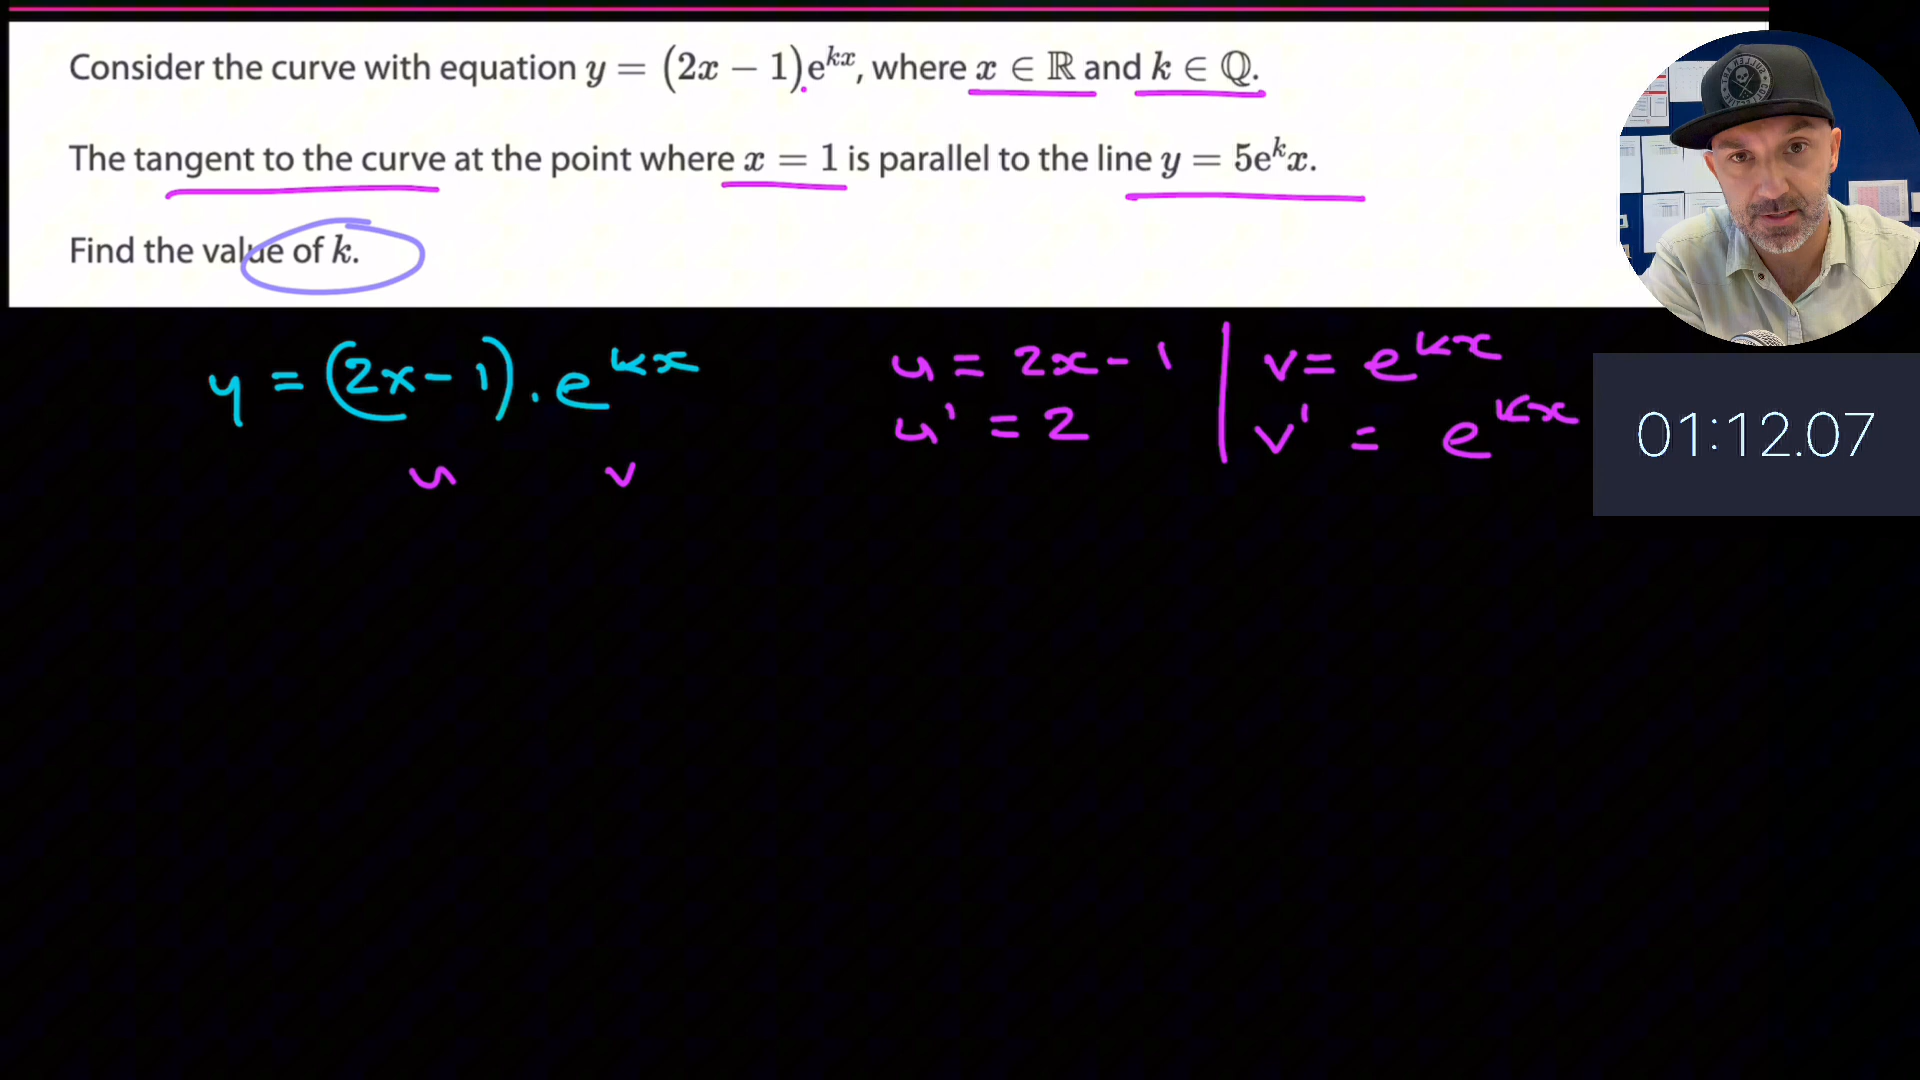 Consider the curve with equation y = (2x − 1)e^{kx}, where x ∈ ℝ and k ∈ ℚ.
The tangent to the curve at the point where x = 1 is parallel to the line y = 5e^k x.
Find the value of k.
y = (2x-1).e^{kx}
u v
u = 2x-1 | v = e^{kx}
u' = 2 | v' = e^{kx}
01:12.07